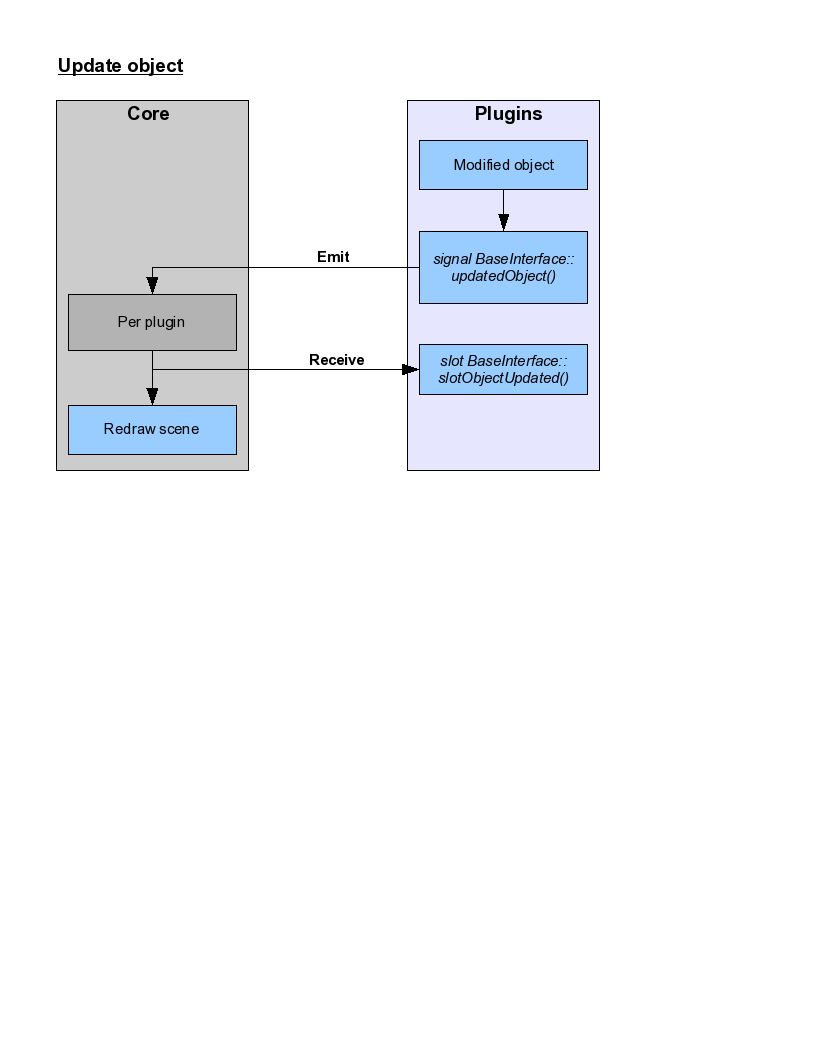 Update object
Core
Plugins
Modified object
signal BaseInterface::
updatedObject()
Emit
Per plugin
Receive
slot BaseInterface::
slotObjectUpdated()
Redraw scene